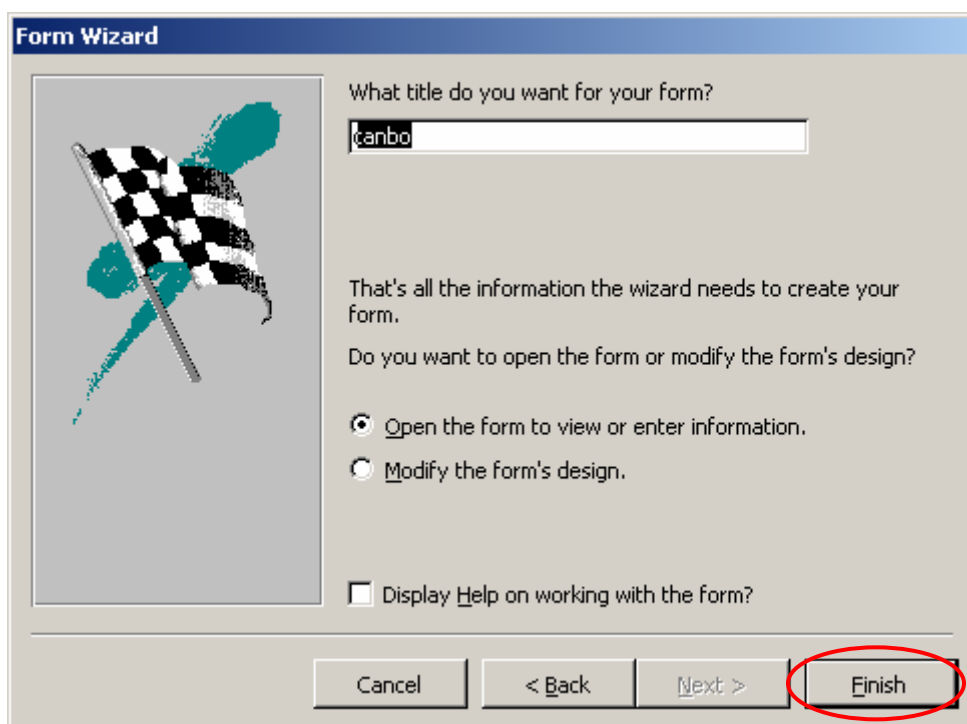 Form Wizard
What title do you want for your form?
canbo
That's all the information the wizard needs to create your
form.
Do you want to open the form or modify the form's design?
Open the form to view or enter information.
Modify the form's design.
Display Help on working with the form?
Cancel
< Back
Next >
Finish